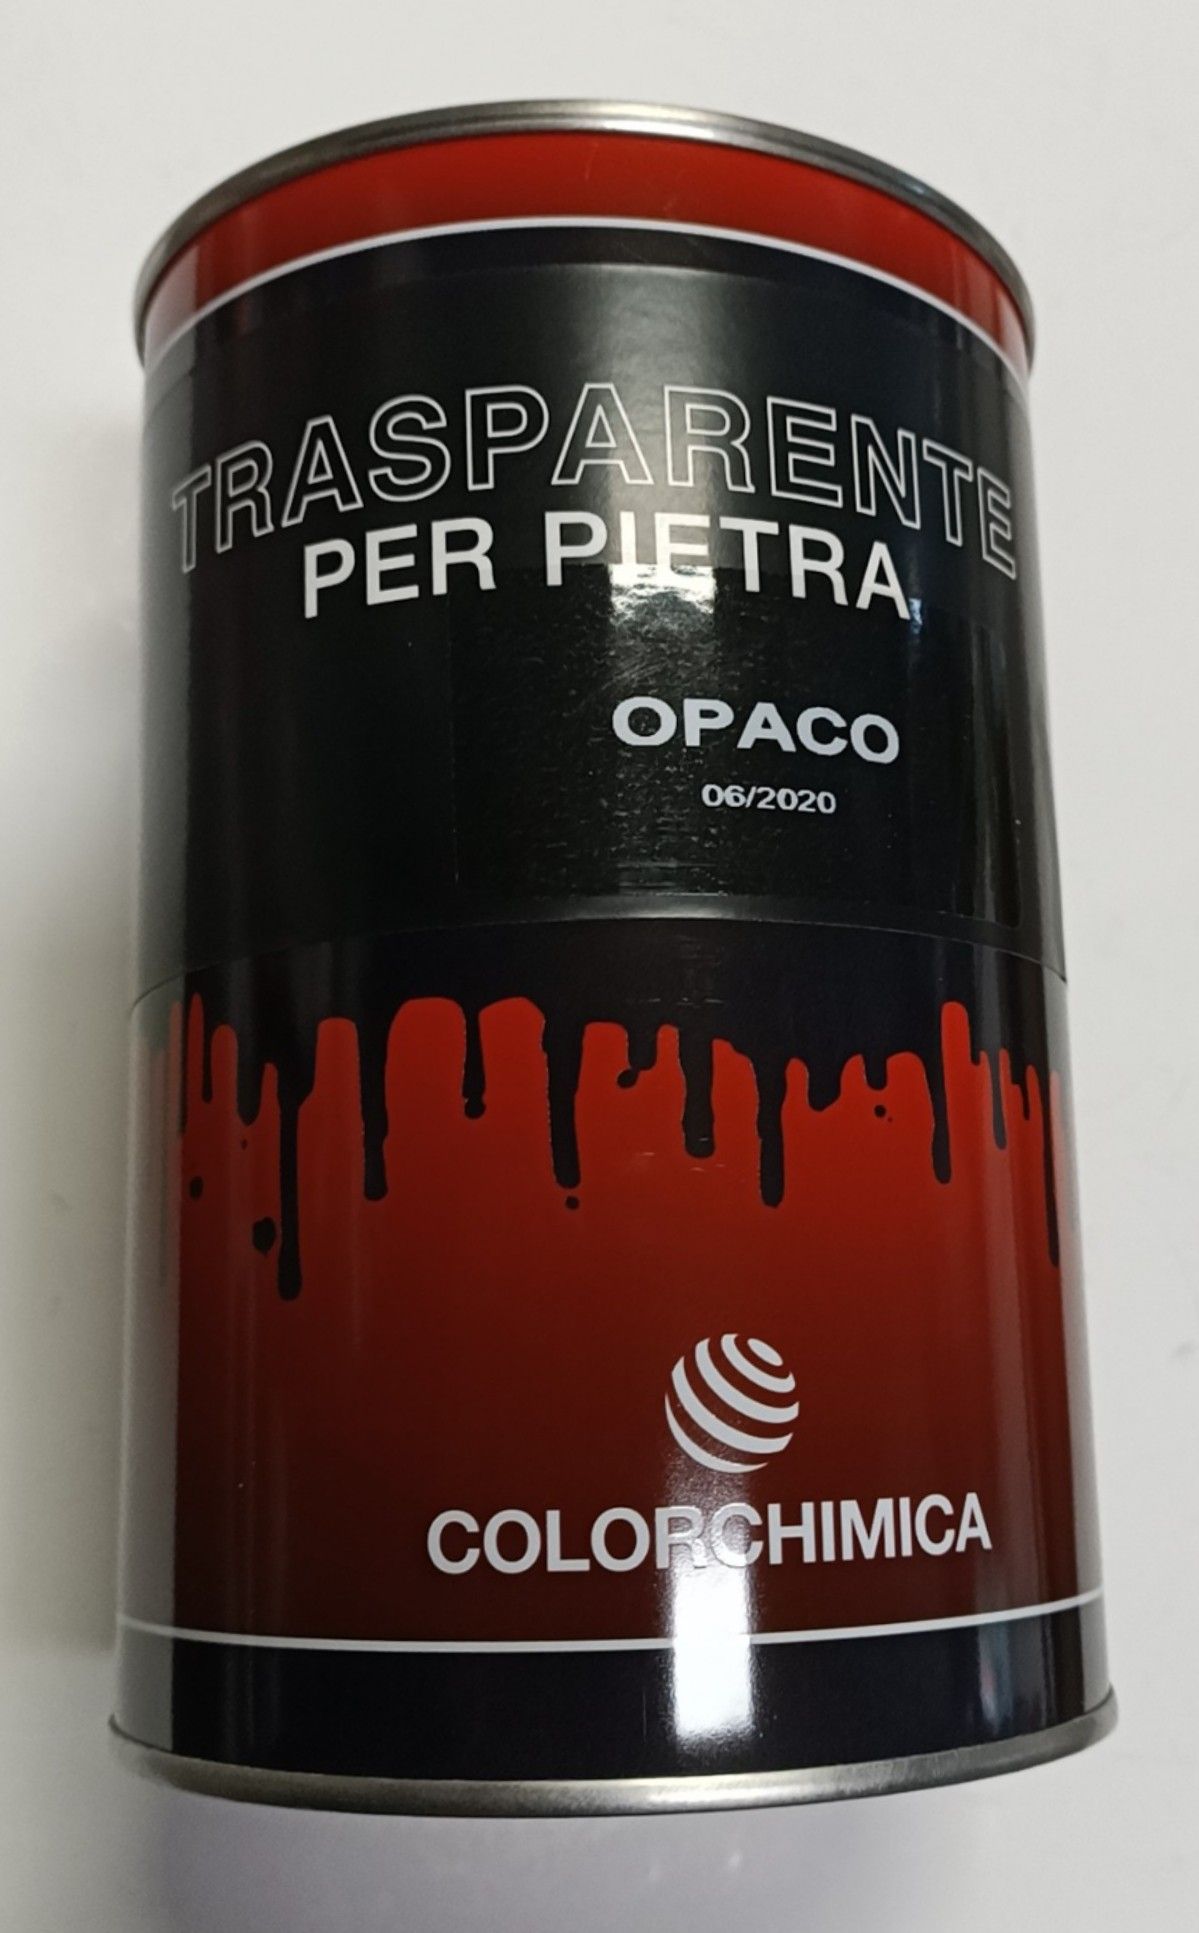 TRASPARENTE
PER PIETRA
OPACO
06/2020
COLORCHIMICA